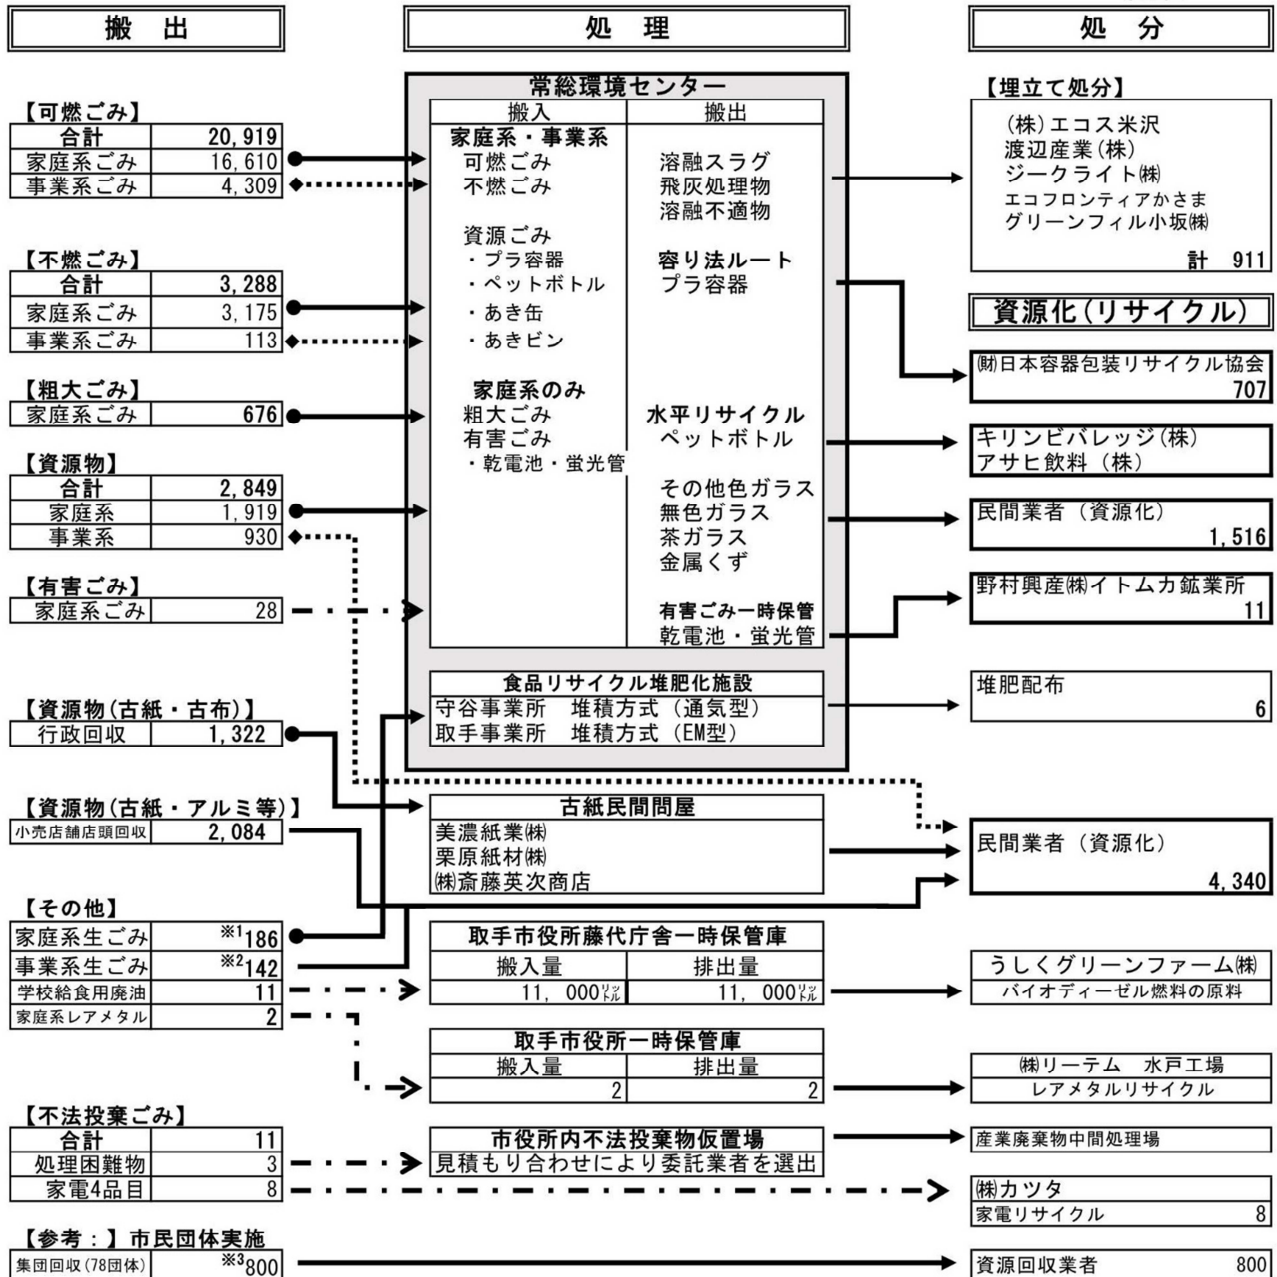 搬 出
処 理
処 分
【可燃ごみ】
合計 20,919
家庭系ごみ 16,610
事業系ごみ 4,309
【不燃ごみ】
合計 3,288
家庭系ごみ 3,175
事業系ごみ 113
【粗大ごみ】
家庭系ごみ 676
【資源物】
合計 2,849
家庭系 1,919
事業系 930
【有害ごみ】
家庭系ごみ 28
【資源物(古紙・古布)】
行政回収 1,322
【資源物(古紙・アルミ等)】
小売店舗店頭回収 2,084
【その他】
家庭系生ごみ ※1186
事業系生ごみ ※2142
学校給食用廃油 11
家庭系レアメタル 2
【不法投棄ごみ】
合計 11
処理困難物 3
家電4品目 8
【参考:】市民団体実施
集団回収(78団体) ※3800
常総環境センター
搬入
家庭系・事業系
可燃ごみ
不燃ごみ
資源ごみ
・プラ容器
・ペットボトル
・あき缶
・あきビン
家庭系のみ
粗大ごみ
有害ごみ
・乾電池・蛍光管
搬出
溶融スラグ
飛灰処理物
溶融不適物
容り法ルート
プラ容器
水平リサイクル
ペットボトル
その他色ガラス
無色ガラス
茶ガラス
金属くず
有害ごみ一時保管
乾電池・蛍光管
食品リサイクル堆肥化施設
守谷事業所 堆積方式(通気型)
取手事業所 堆積方式(EM型)
古紙民間問屋
美濃紙業㈱
栗原紙材㈱
㈱斎藤英次商店
取手市役所藤代庁舎一時保管庫
搬入量 排出量
11,000㍑ 11,000㍑
取手市役所一時保管庫
搬入量 排出量
2 2
市役所内不法投棄物仮置場
見積もり合わせにより委託業者を選出
【埋立て処分】
(株)エコス米沢
渡辺産業(株)
ジークライト㈱
エコフロンティアかさま
グリーンフィル小坂㈱
計 911
資源化(リサイクル)
㈶日本容器包装リサイクル協会
707
キリンビバレッジ(株)
アサヒ飲料(株)
民間業者(資源化)
1,516
野村興産㈱イトムカ鉱業所
11
堆肥配布
6
民間業者(資源化)
4,340
うしくグリーンファーム㈱
バイオディーゼル燃料の原料
㈱リーテム 水戸工場
レアメタルリサイクル
産業廃棄物中間処理場
㈱カツタ
家電リサイクル 8
資源回収業者 800